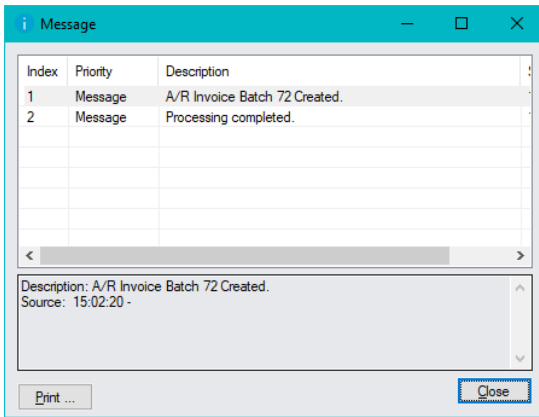 Message
Index Priority Description
1 Message A/R Invoice Batch 72 Created.
2 Message Processing completed.
Description: A/R Invoice Batch 72 Created.
Source: 15:02:20 -
Print ...
Close